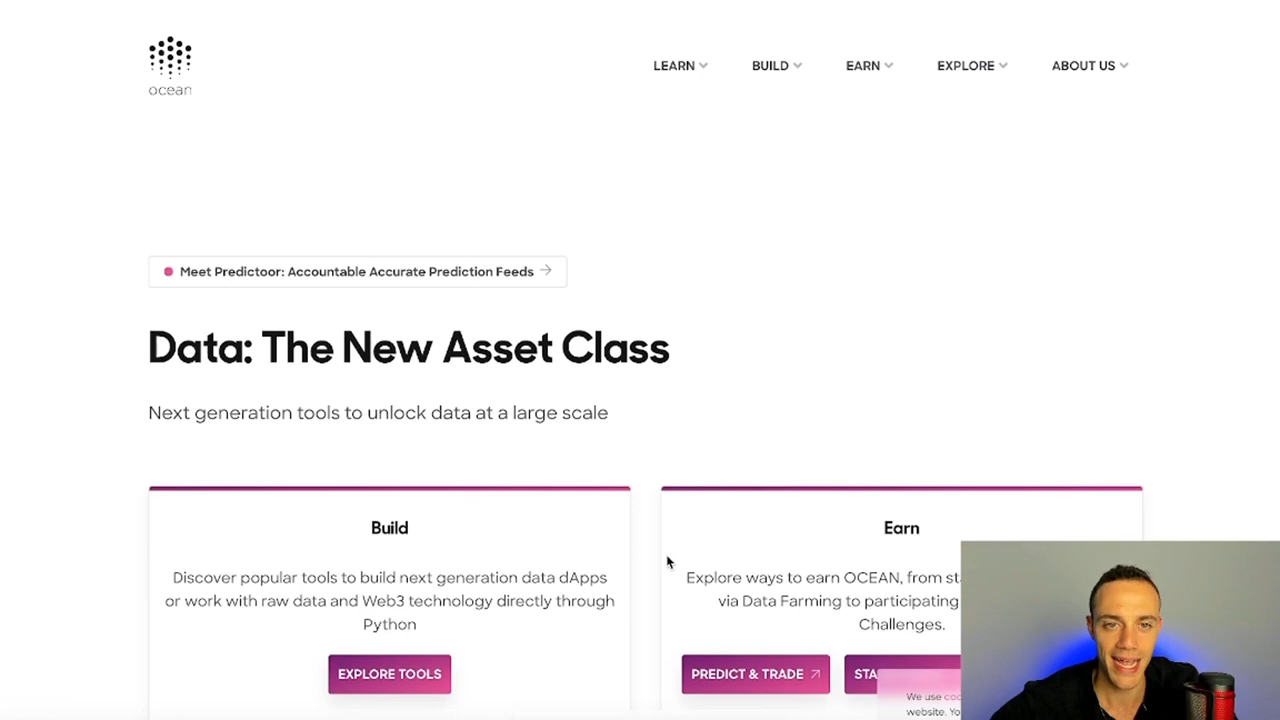 ocean
LEARN
BUILD
EARN
EXPLORE
ABOUT US
Meet Predictoor: Accountable Accurate Prediction Feeds
Data: The New Asset Class
Next generation tools to unlock data at a large scale
Build
Discover popular tools to build next generation data dApps
or work with raw data and Web3 technology directly through
Python
EXPLORE TOOLS
Earn
Explore ways to earn OCEAN, from
via Data Farming to participating
Challenges.
PREDICT & TRADE
We use
website.